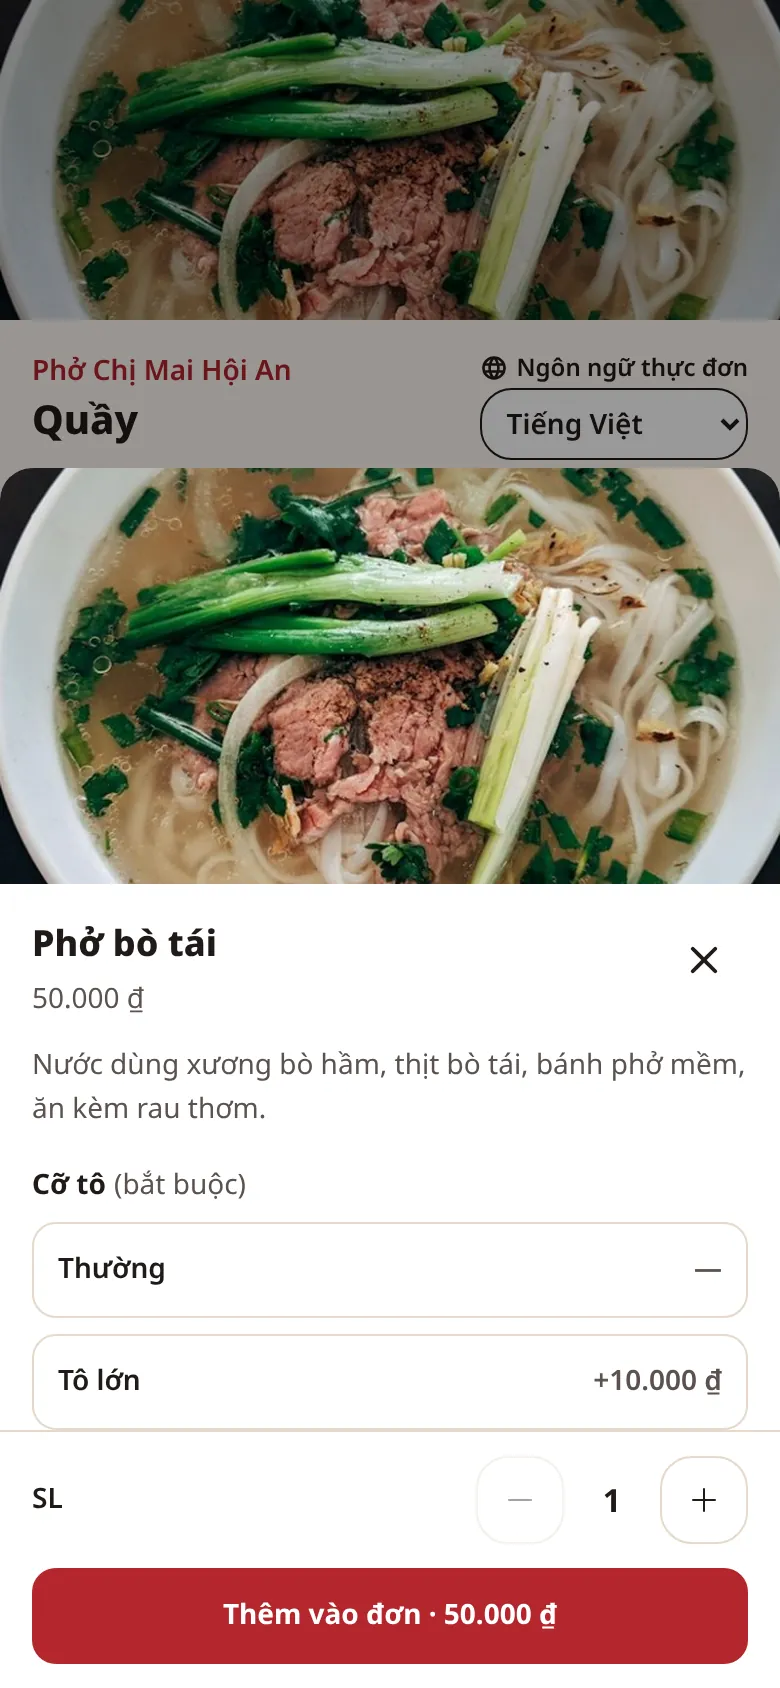 Phở Chị Mai Hội An
Quầy
Ngôn ngữ thực đơn
Tiếng Việt
Phở bò tái
50.000 ₫
Nước dùng xương bò hầm, thịt bò tái, bánh phở mềm,
ăn kèm rau thơm.
Cỡ tô (bắt buộc)
Thường —
Tô lớn +10.000 ₫
SL
1
Thêm vào đơn · 50.000 ₫